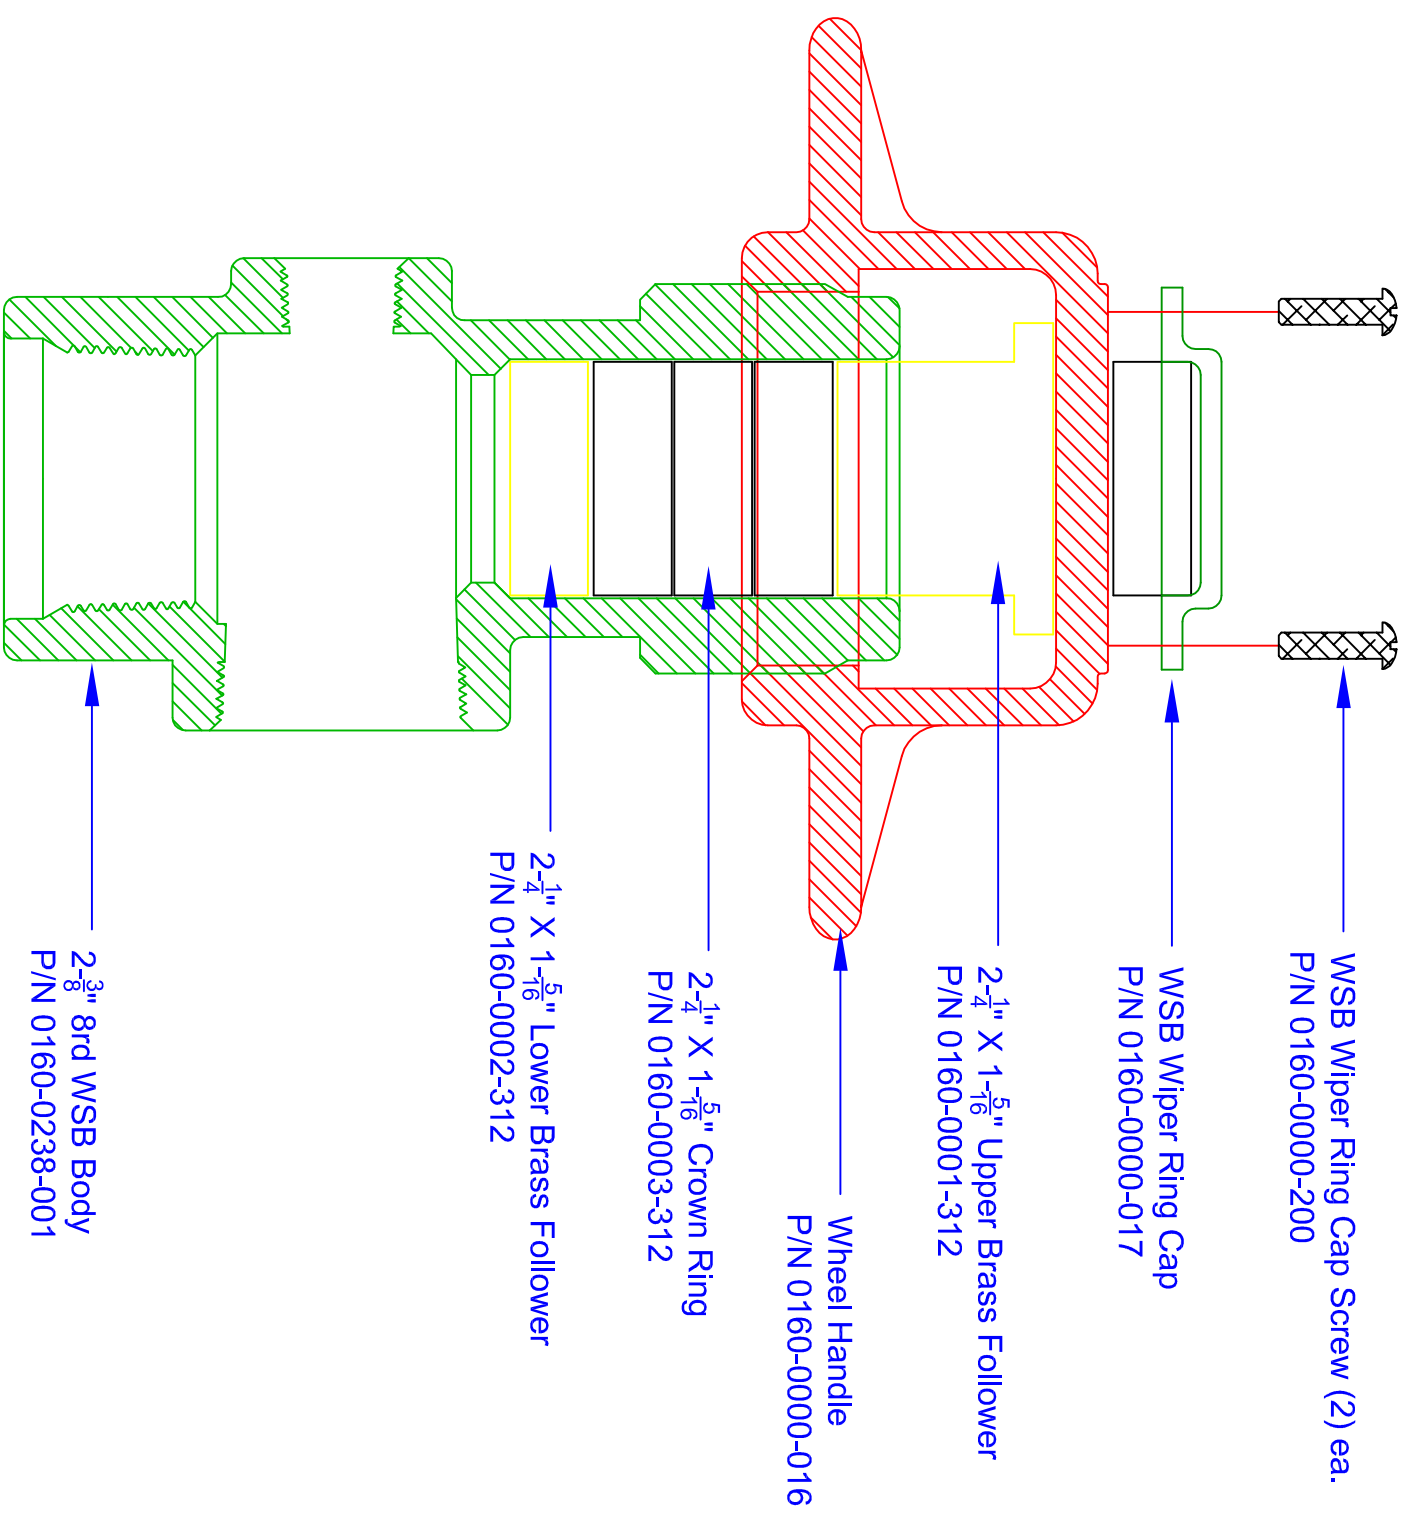 WSB Wiper Ring Cap Screw (2) ea.
P/N 0160-0000-200
WSB Wiper Ring Cap
P/N 0160-0000-017
2-1/4" X 1-5/16" Upper Brass Follower
P/N 0160-0001-312
Wheel Handle
P/N 0160-0000-016
2-1/4" X 1-5/16" Crown Ring
P/N 0160-0003-312
2-1/4" X 1-5/16" Lower Brass Follower
P/N 0160-0002-312
2-3/8" 8rd WSB Body
P/N 0160-0238-001